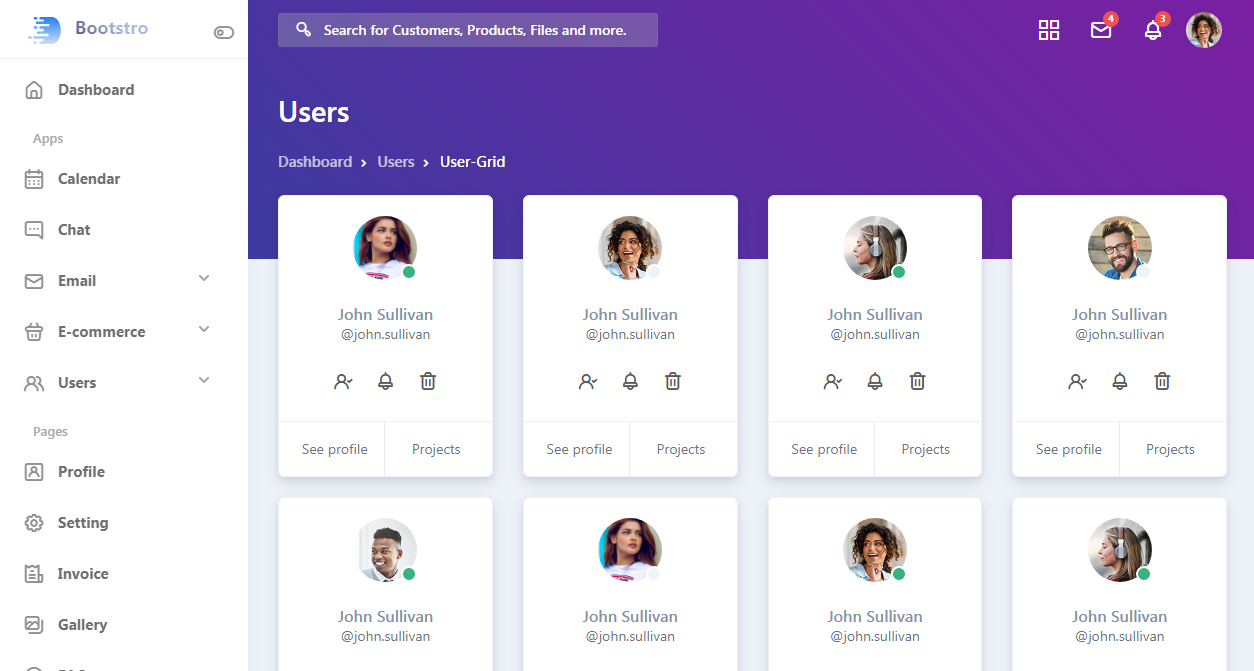 Bootstro
Search for Customers, Products, Files and more.
4
3
Dashboard
Apps
Calendar
Chat
Email
E-commerce
Users
Pages
Profile
Setting
Invoice
Gallery
Users
Dashboard > Users > User-Grid
John Sullivan
@john.sullivan
See profile
Projects
John Sullivan
@john.sullivan
See profile
Projects
John Sullivan
@john.sullivan
See profile
Projects
John Sullivan
@john.sullivan
See profile
Projects
John Sullivan
@john.sullivan
John Sullivan
@john.sullivan
John Sullivan
@john.sullivan
John Sullivan
@john.sullivan